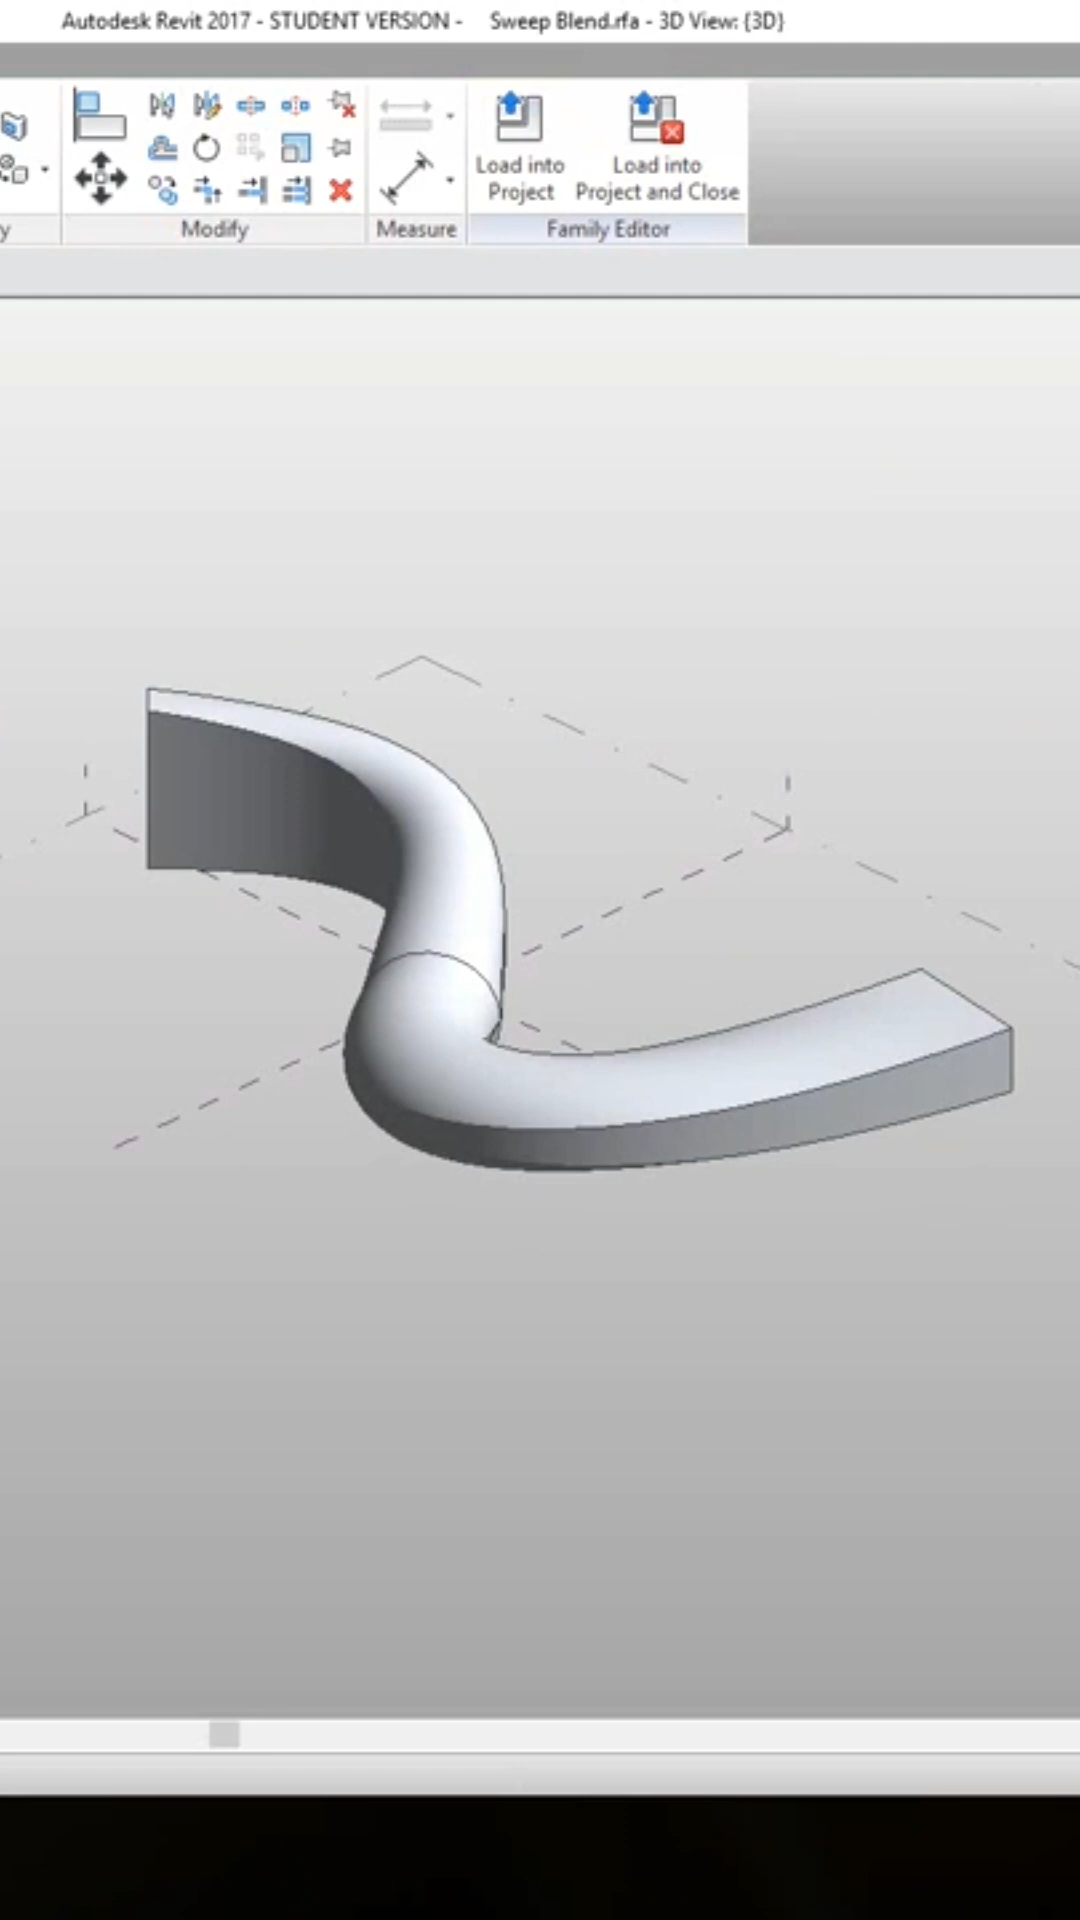 Autodesk Revit 2017 - STUDENT VERSION - Sweep Blend.rfa - 3D View: {3D}
Load into
Project
Load into
Project and Close
y
Modify
Measure
Family Editor